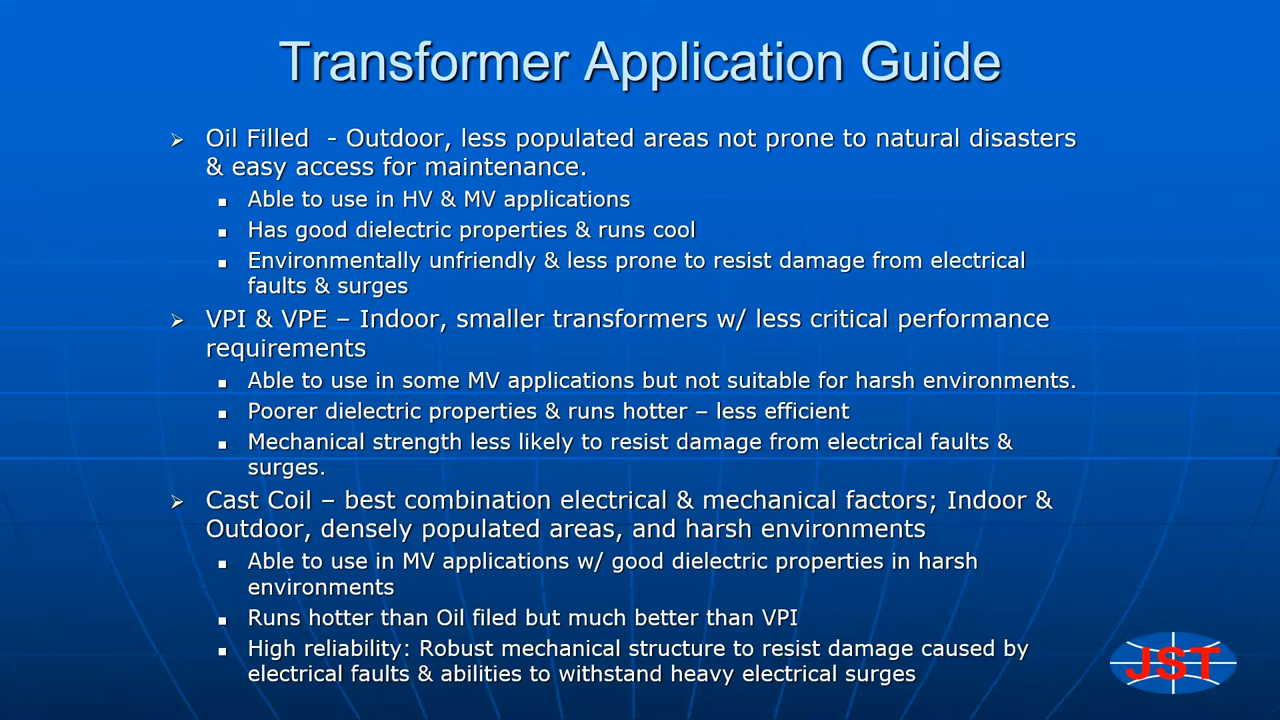 Transformer Application Guide
Oil Filled - Outdoor, less populated areas not prone to natural disasters
& easy access for maintenance.
Able to use in HV & MV applications
Has good dielectric properties & runs cool
Environmentally unfriendly & less prone to resist damage from electrical
faults & surges
VPI & VPE – Indoor, smaller transformers w/ less critical performance
requirements
Able to use in some MV applications but not suitable for harsh environments.
Poorer dielectric properties & runs hotter – less efficient
Mechanical strength less likely to resist damage from electrical faults &
surges.
Cast Coil – best combination electrical & mechanical factors; Indoor &
Outdoor, densely populated areas, and harsh environments
Able to use in MV applications w/ good dielectric properties in harsh
environments
Runs hotter than Oil filed but much better than VPI
High reliability: Robust mechanical structure to resist damage caused by
electrical faults & abilities to withstand heavy electrical surges
JST